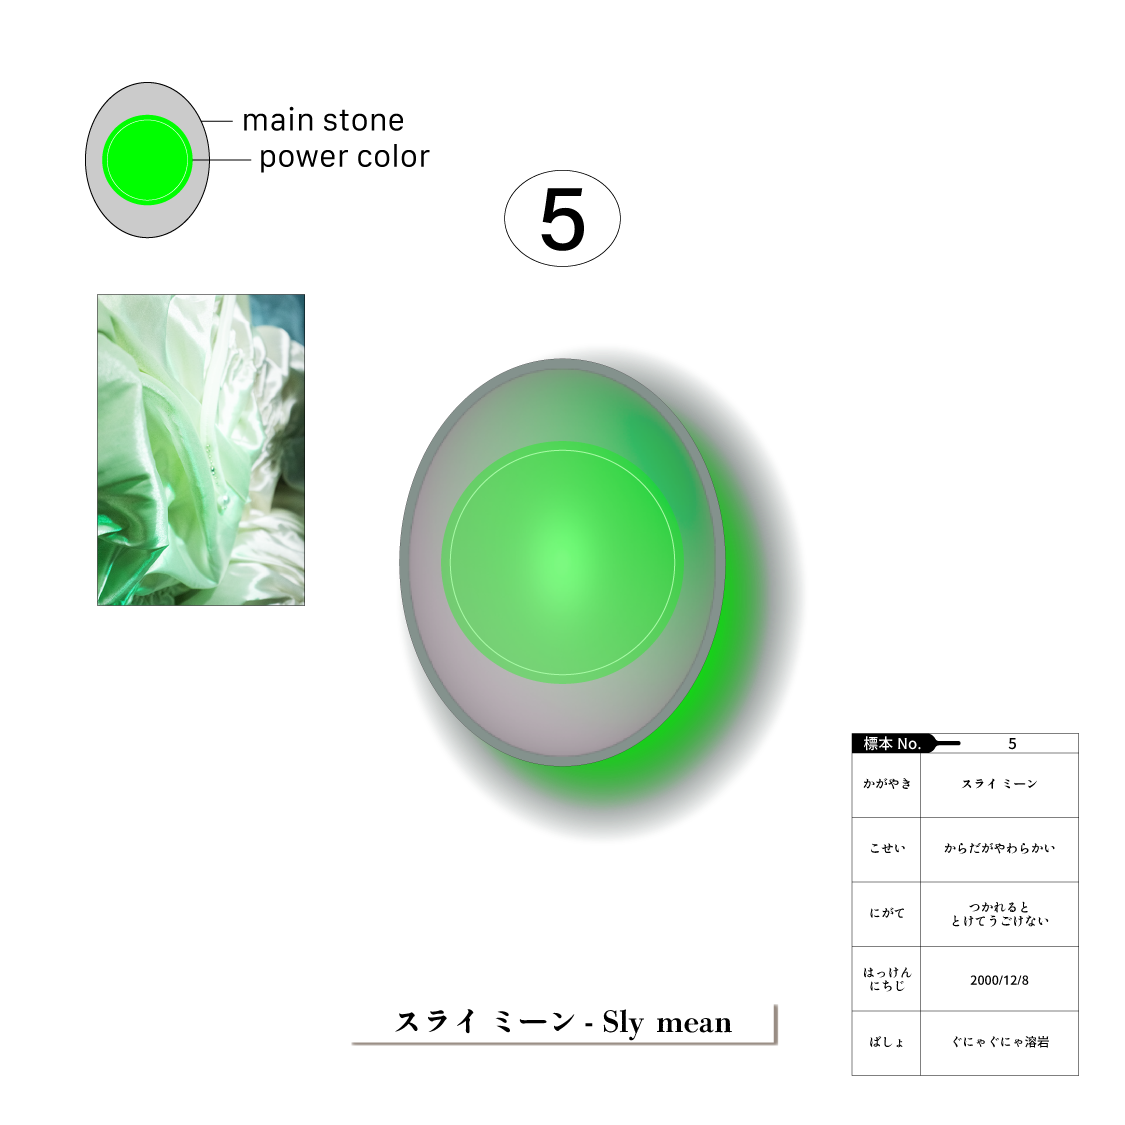 main stone
power color
5
標本 No. 5
かがやき スライ ミーン
こせい からだがやわらかい
にがて つかれると
とけてうごけない
はっけん
にちじ 2000/12/8
ばしょ ぐにゃぐにゃ溶岩
スライ ミーン - Sly mean